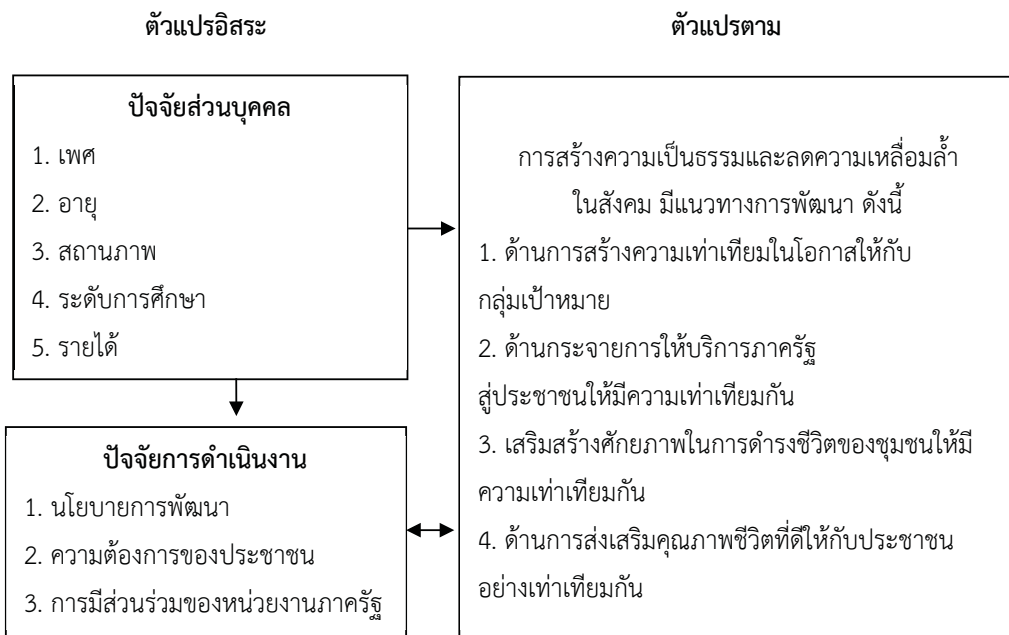 ตัวแปรอิสระ
ตัวแปรตาม
ปัจจัยส่วนบุคคล
1. เพศ
2. อายุ
3. สถานภาพ
4. ระดับการศึกษา
5. รายได้
ปัจจัยการดำเนินงาน
1. นโยบายการพัฒนา
2. ความต้องการของประชาชน
3. การมีส่วนร่วมของหน่วยงานภาครัฐ
การสร้างความเป็นธรรมและลดความเหลื่อมล้ำ
ในสังคม มีแนวทางการพัฒนา ดังนี้
1. ด้านการสร้างความเท่าเทียมในโอกาสให้กับ
กลุ่มเป้าหมาย
2. ด้านกระจายการให้บริการภาครัฐ
สู่ประชาชนให้มีความเท่าเทียมกัน
3. เสริมสร้างศักยภาพในการดำรงชีวิตของชุมชนให้มี
ความเท่าเทียมกัน
4. ด้านการส่งเสริมคุณภาพชีวิตที่ดีให้กับประชาชน
อย่างเท่าเทียมกัน